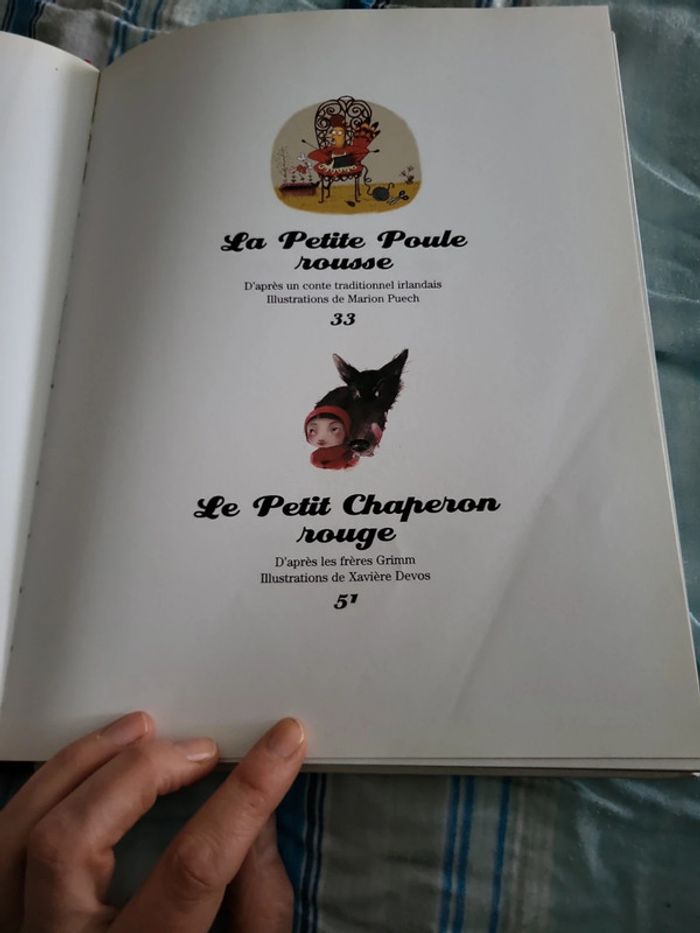 La Petite Poule
rousse
D'après un conte traditionnel irlandais
Illustrations de Marion Puech
33
Le Petit Chaperon
rouge
D'après les frères Grimm
Illustrations de Xavière Devos
51